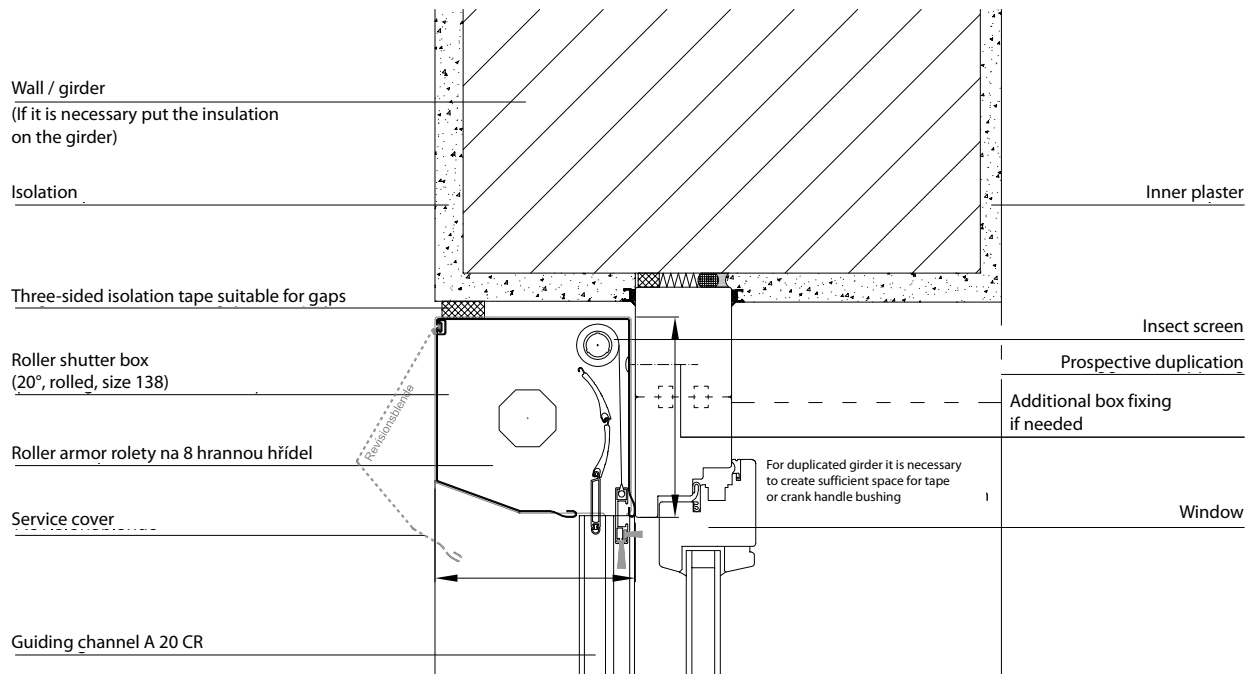 Wall / girder
(If it is necessary put the insulation
on the girder)
Isolation
Three-sided isolation tape suitable for gaps
Roller shutter box
(20°, rolled, size 138)
Roller armor rolety na 8 hrannou hřídel
Service cover
Guiding channel A 20 CR
Revisionsblende
Inner plaster
Insect screen
Prospective duplication
Additional box fixing
if needed
For duplicated girder it is necessary
to create sufficient space for tape
or crank handle bushing
Window